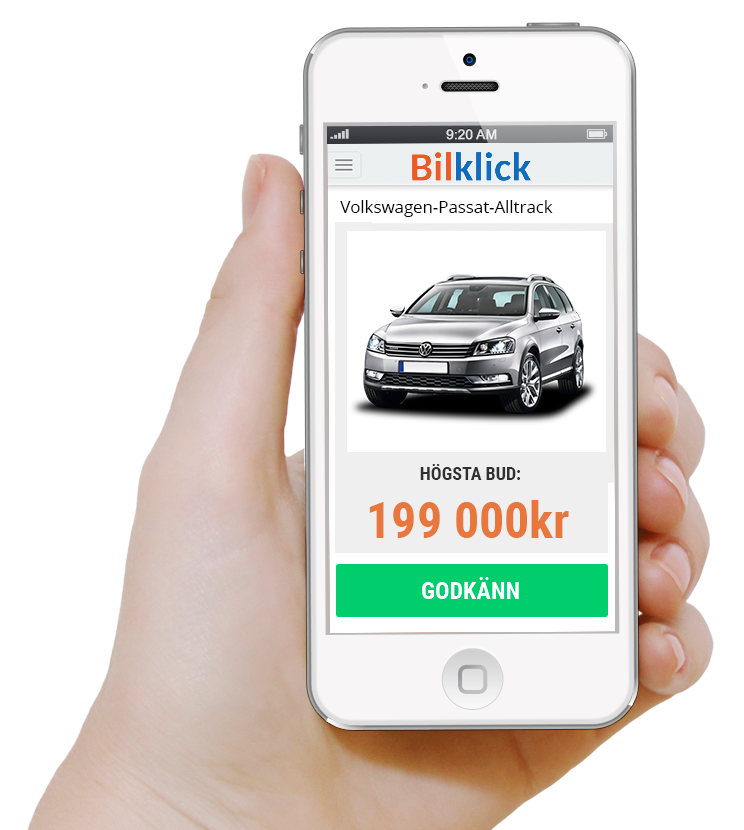 9:20 AM
Bilklick
Volkswagen-Passat-Alltrack
HÖGSTA BUD:
199 000kr
GODKÄNN